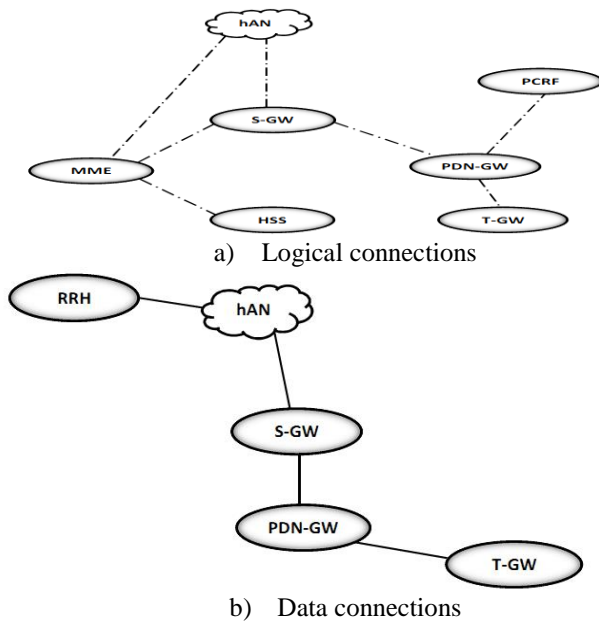 hAN
PCRF
S-GW
PDN-GW
MME
HSS
T-GW
a) Logical connections
RRH
hAN
S-GW
PDN-GW
T-GW
b) Data connections